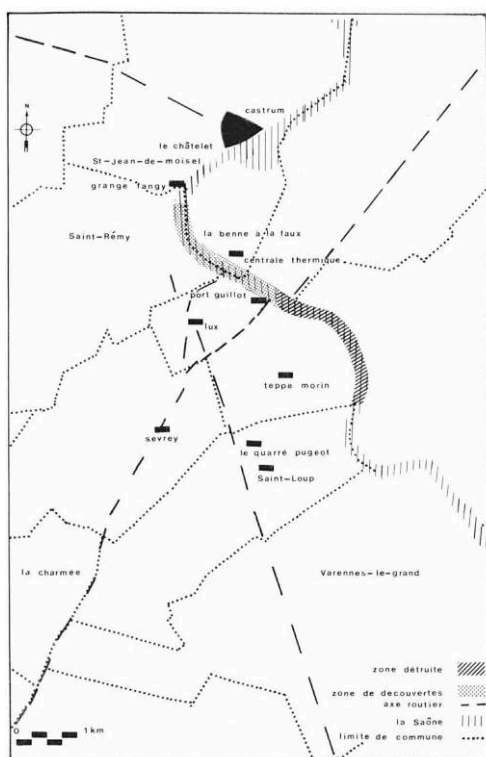 castrum
N
le châtelet
St-Jean-de-moisel
grange fangy
Saint-Rémy
la benne à la faux
centrale thermique
port guillot
lux
teppe morin
sevrey
le quarré pugeot
Saint-Loup
la charmée
Varennes-le-grand
zone détruite
zone de decouvertes
axe routier
la Saône
limite de commune
0 1km